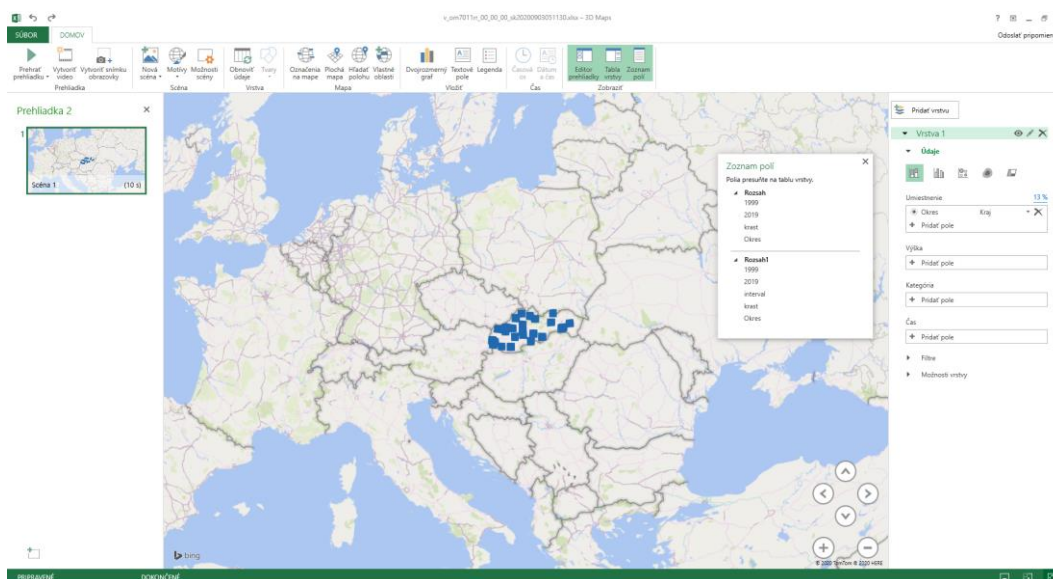 v_om7011rr_00_00_00_sk20200903051130.xlsx - 3D Maps
SÚBOR DOMOV
Odoslať pripomien
Prehrať prehliadku
Vytvoriť video
Vytvoriť snímku obrazovky
Prehliadka
Nová scéna
Motívy
Možnosti scény
Scéna
Obnoviť údaje
Tvary
Vrstva
Označenia na mape
Plochá mapa
Hľadať polohu
Vlastné oblasti
Mapa
Dvojrozmerný graf
Textové pole
Legenda
Vložiť
Časová os
Dátum a čas
Čas
Editor prehliadky
Tabla vrstvy
Zoznam polí
Zobraziť
Prehliadka 2
1
Scéna 1 (10 s)
Zoznam polí
Polia presuňte na tablu vrstvy.
Rozsah
1999
2019
krast
Okres
Rozsah1
1999
2019
interval
krast
Okres
Pridať vrstvu
Vrstva 1
Údaje
Umiestnenie 13 %
Okres Kraj
Pridať pole
Výška
Pridať pole
Kategória
Pridať pole
Čas
Pridať pole
Filtre
Možnosti vrstvy
bing
© 2020 TomTom © 2020 HERE
PRIPRAVENÉ DOKONČENÉ